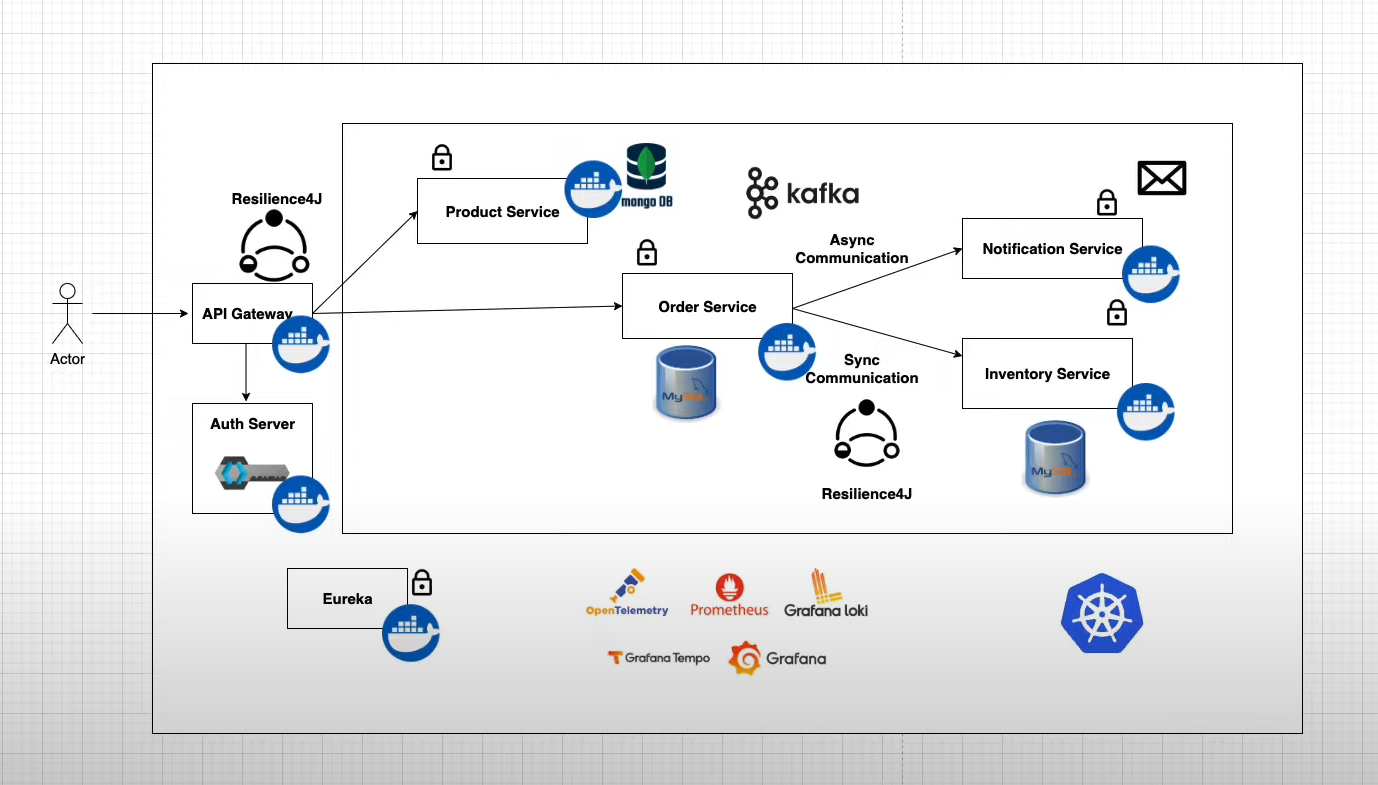 Resilience4J
mongo DB
kafka
Product Service
Async
Communication
Notification Service
API Gateway
Order Service
Actor
MySQL
Sync
Communication
Inventory Service
Auth Server
MySQL
Resilience4J
Eureka
OpenTelemetry
Prometheus
Grafana loki
Grafana Tempo
Grafana